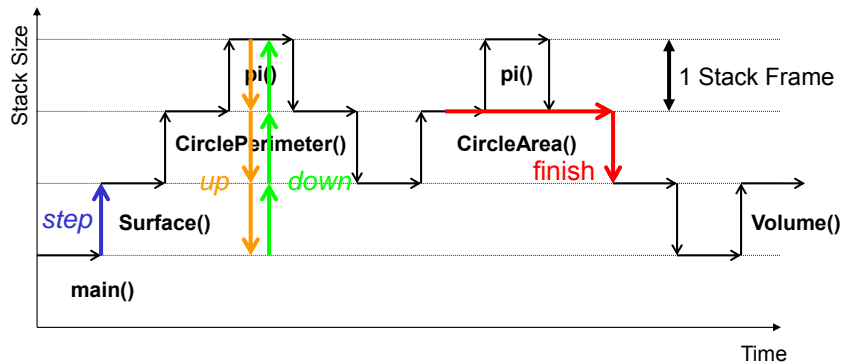 Stack Size
pi()
pi()
1 Stack Frame
CirclePerimeter()
CircleArea()
up
down
finish
step
Surface()
Volume()
main()
Time